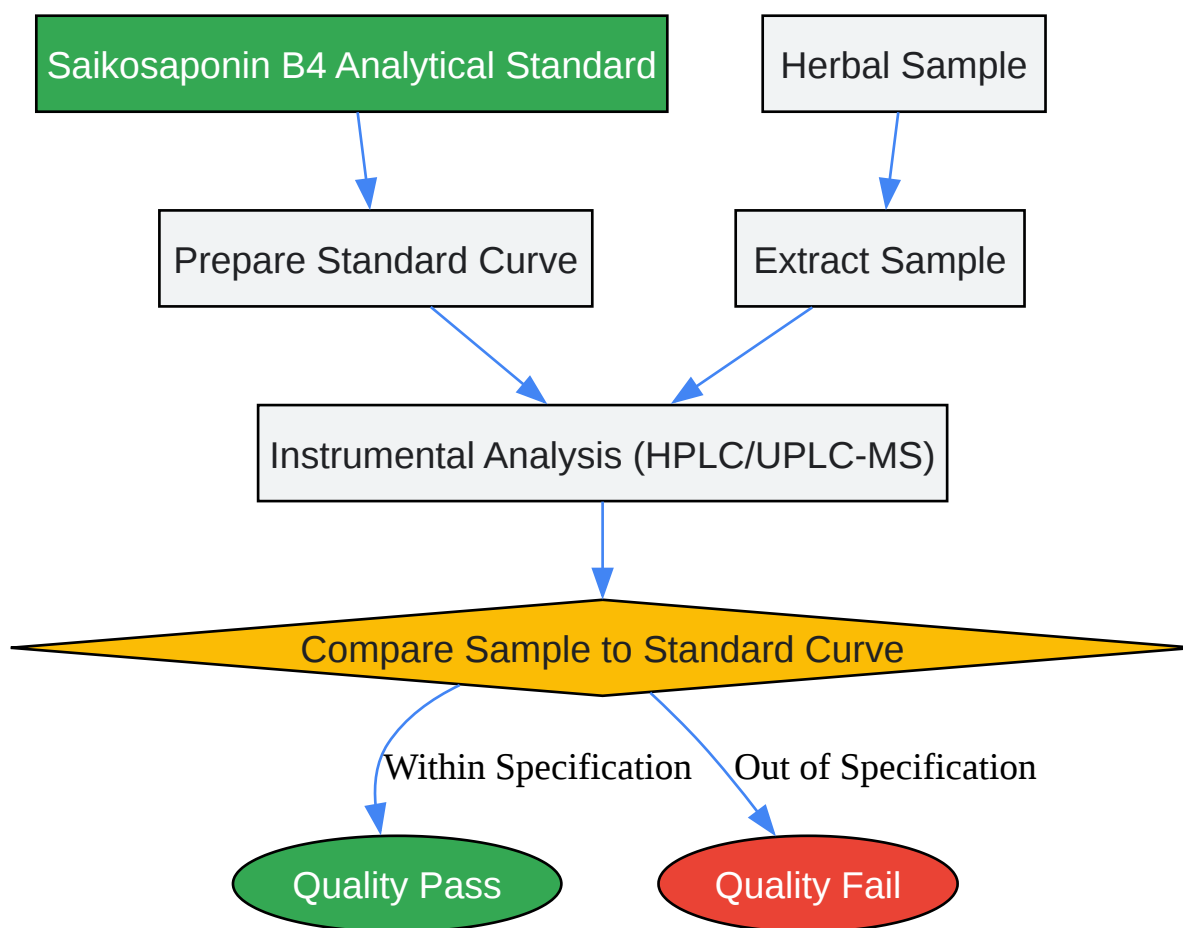 Saikosaponin B4 Analytical Standard
Herbal Sample
Prepare Standard Curve
Extract Sample
Instrumental Analysis (HPLC/UPLC-MS)
Compare Sample to Standard Curve
Within Specification
Out of Specification
Quality Pass
Quality Fail